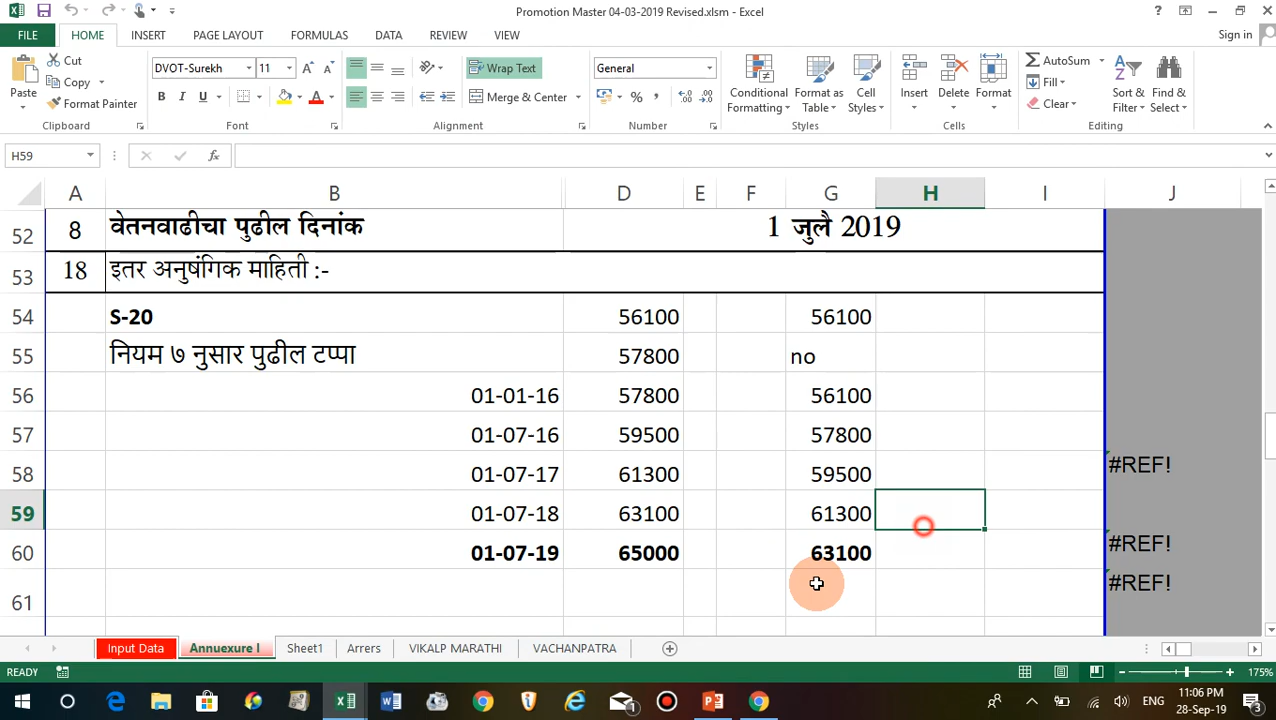 Promotion Master 04-03-2019 Revised.xlsm - Excel
?
FILE HOME INSERT PAGE LAYOUT FORMULAS DATA REVIEW VIEW Sign in
Paste
Cut
Copy
Format Painter
Clipboard
DVOT-Surekh 11
B I U
Font
Wrap Text
Merge & Center
Alignment
General
% ,
Number
Conditional Formatting
Format as Table
Cell Styles
Styles
Insert Delete Format
Cells
AutoSum
Fill
Clear
Sort & Filter
Find & Select
Editing
H59 fx
A B D E F G H I J
52 8 वेतनवाढीचा पुढील दिनांक 1 जुलै 2019
53 18 इतर अनुषंगिक माहिती :-
54 S-20 56100 56100
55 नियम ७ नुसार पुढील टप्पा 57800 no
56 01-01-16 57800 56100
57 01-07-16 59500 57800
58 01-07-17 61300 59500 #REF!
59 01-07-18 63100 61300
60 01-07-19 65000 63100 #REF!
61 #REF!
Input Data Annuexure I Sheet1 Arrers VIKALP MARATHI VACHANPATRA
READY 175%
ENG 11:06 PM
28-Sep-19